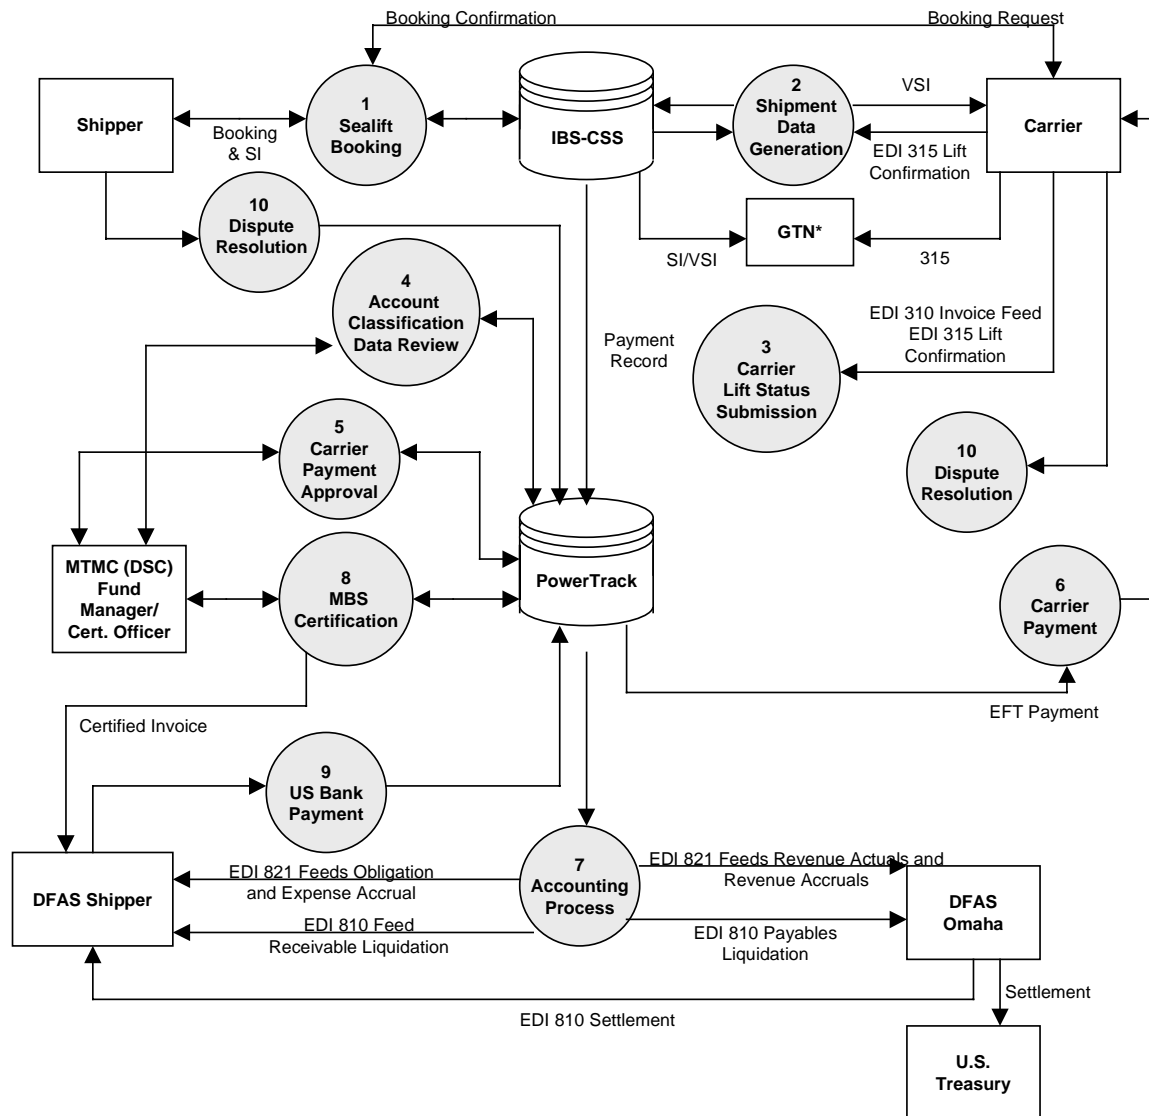 Booking Confirmation
Booking Request
Shipper
Booking
& SI
1
Sealift
Booking
IBS-CSS
2
Shipment
Data
Generation
VSI
EDI 315 Lift
Confirmation
Carrier
10
Dispute
Resolution
SI/VSI
GTN*
315
4
Account
Classification
Data Review
Payment
Record
EDI 310 Invoice Feed
EDI 315 Lift
Confirmation
3
Carrier
Lift Status
Submission
5
Carrier
Payment
Approval
10
Dispute
Resolution
MTMC (DSC)
Fund
Manager/
Cert. Officer
8
MBS
Certification
PowerTrack
6
Carrier
Payment
Certified Invoice
EFT Payment
9
US Bank
Payment
DFAS Shipper
EDI 821 Feeds Obligation
and Expense Accrual
EDI 810 Feed
Receivable Liquidation
7
Accounting
Process
EDI 821 Feeds Revenue Actuals and
Revenue Accruals
EDI 810 Payables
Liquidation
DFAS
Omaha
EDI 810 Settlement
Settlement
U.S.
Treasury